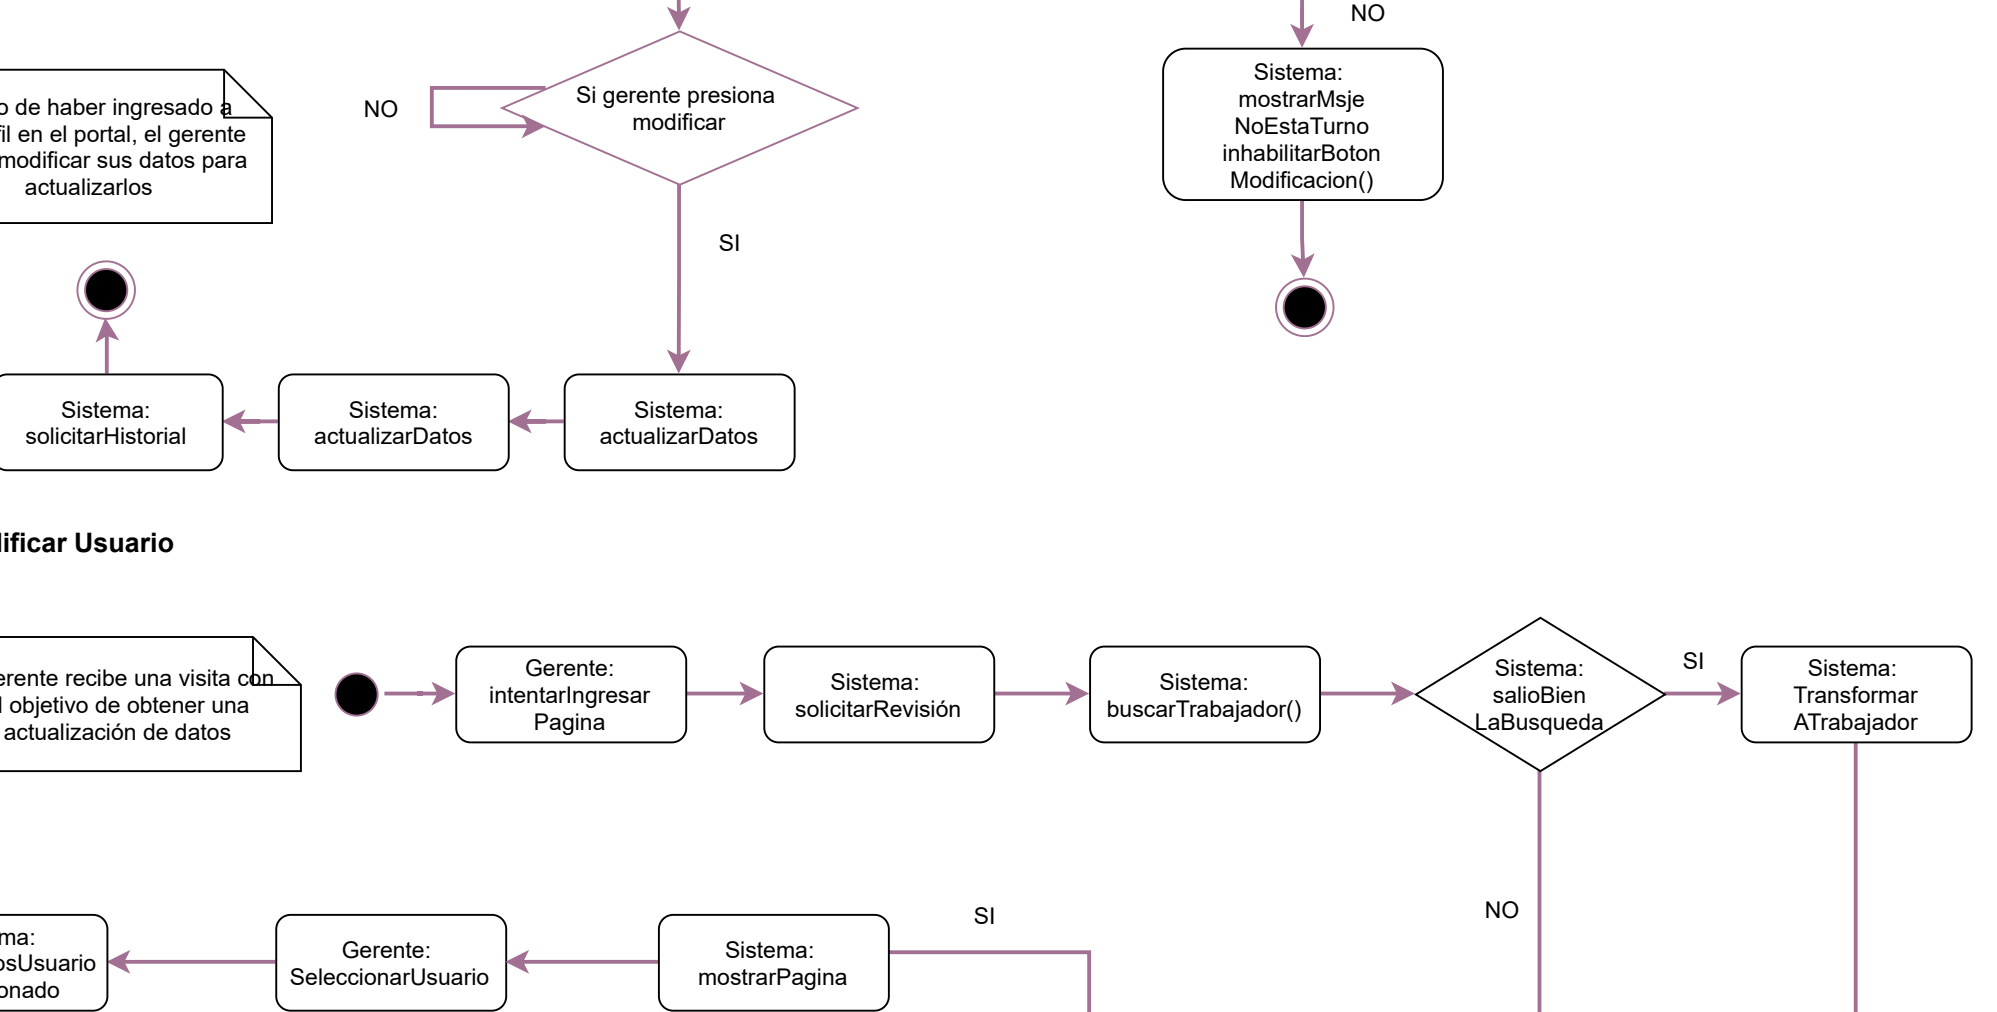 NO
Sistema:
mostrarMsje
NoEstaTurno
inhabilitarBoton
Modificacion()
o de haber ingresado a
il en el portal, el gerente
modificar sus datos para
actualizarlos
NO
Si gerente presiona
modificar
SI
Sistema:
solicitarHistorial
Sistema:
actualizarDatos
Sistema:
actualizarDatos
ificar Usuario
erente recibe una visita con
l objetivo de obtener una
actualización de datos
Gerente:
intentarIngresar
Pagina
Sistema:
solicitarRevisión
Sistema:
buscarTrabajador()
Sistema:
salioBien
LaBusqueda
SI
Sistema:
Transformar
ATrabajador
NO
SI
ma:
osUsuario
onado
Gerente:
SeleccionarUsuario
Sistema:
mostrarPagina